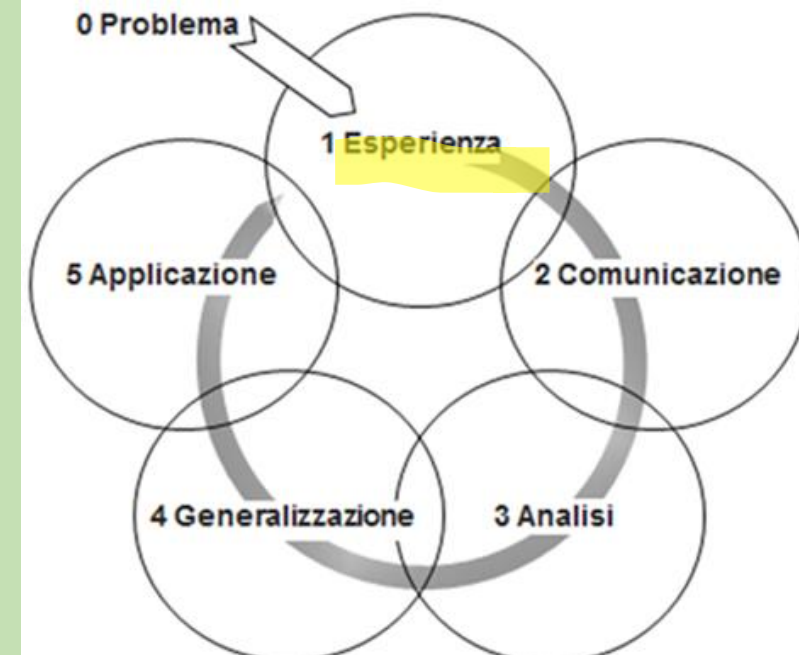 0 Problema
1 Esperienza
2 Comunicazione
3 Analisi
4 Generalizzazione
5 Applicazione